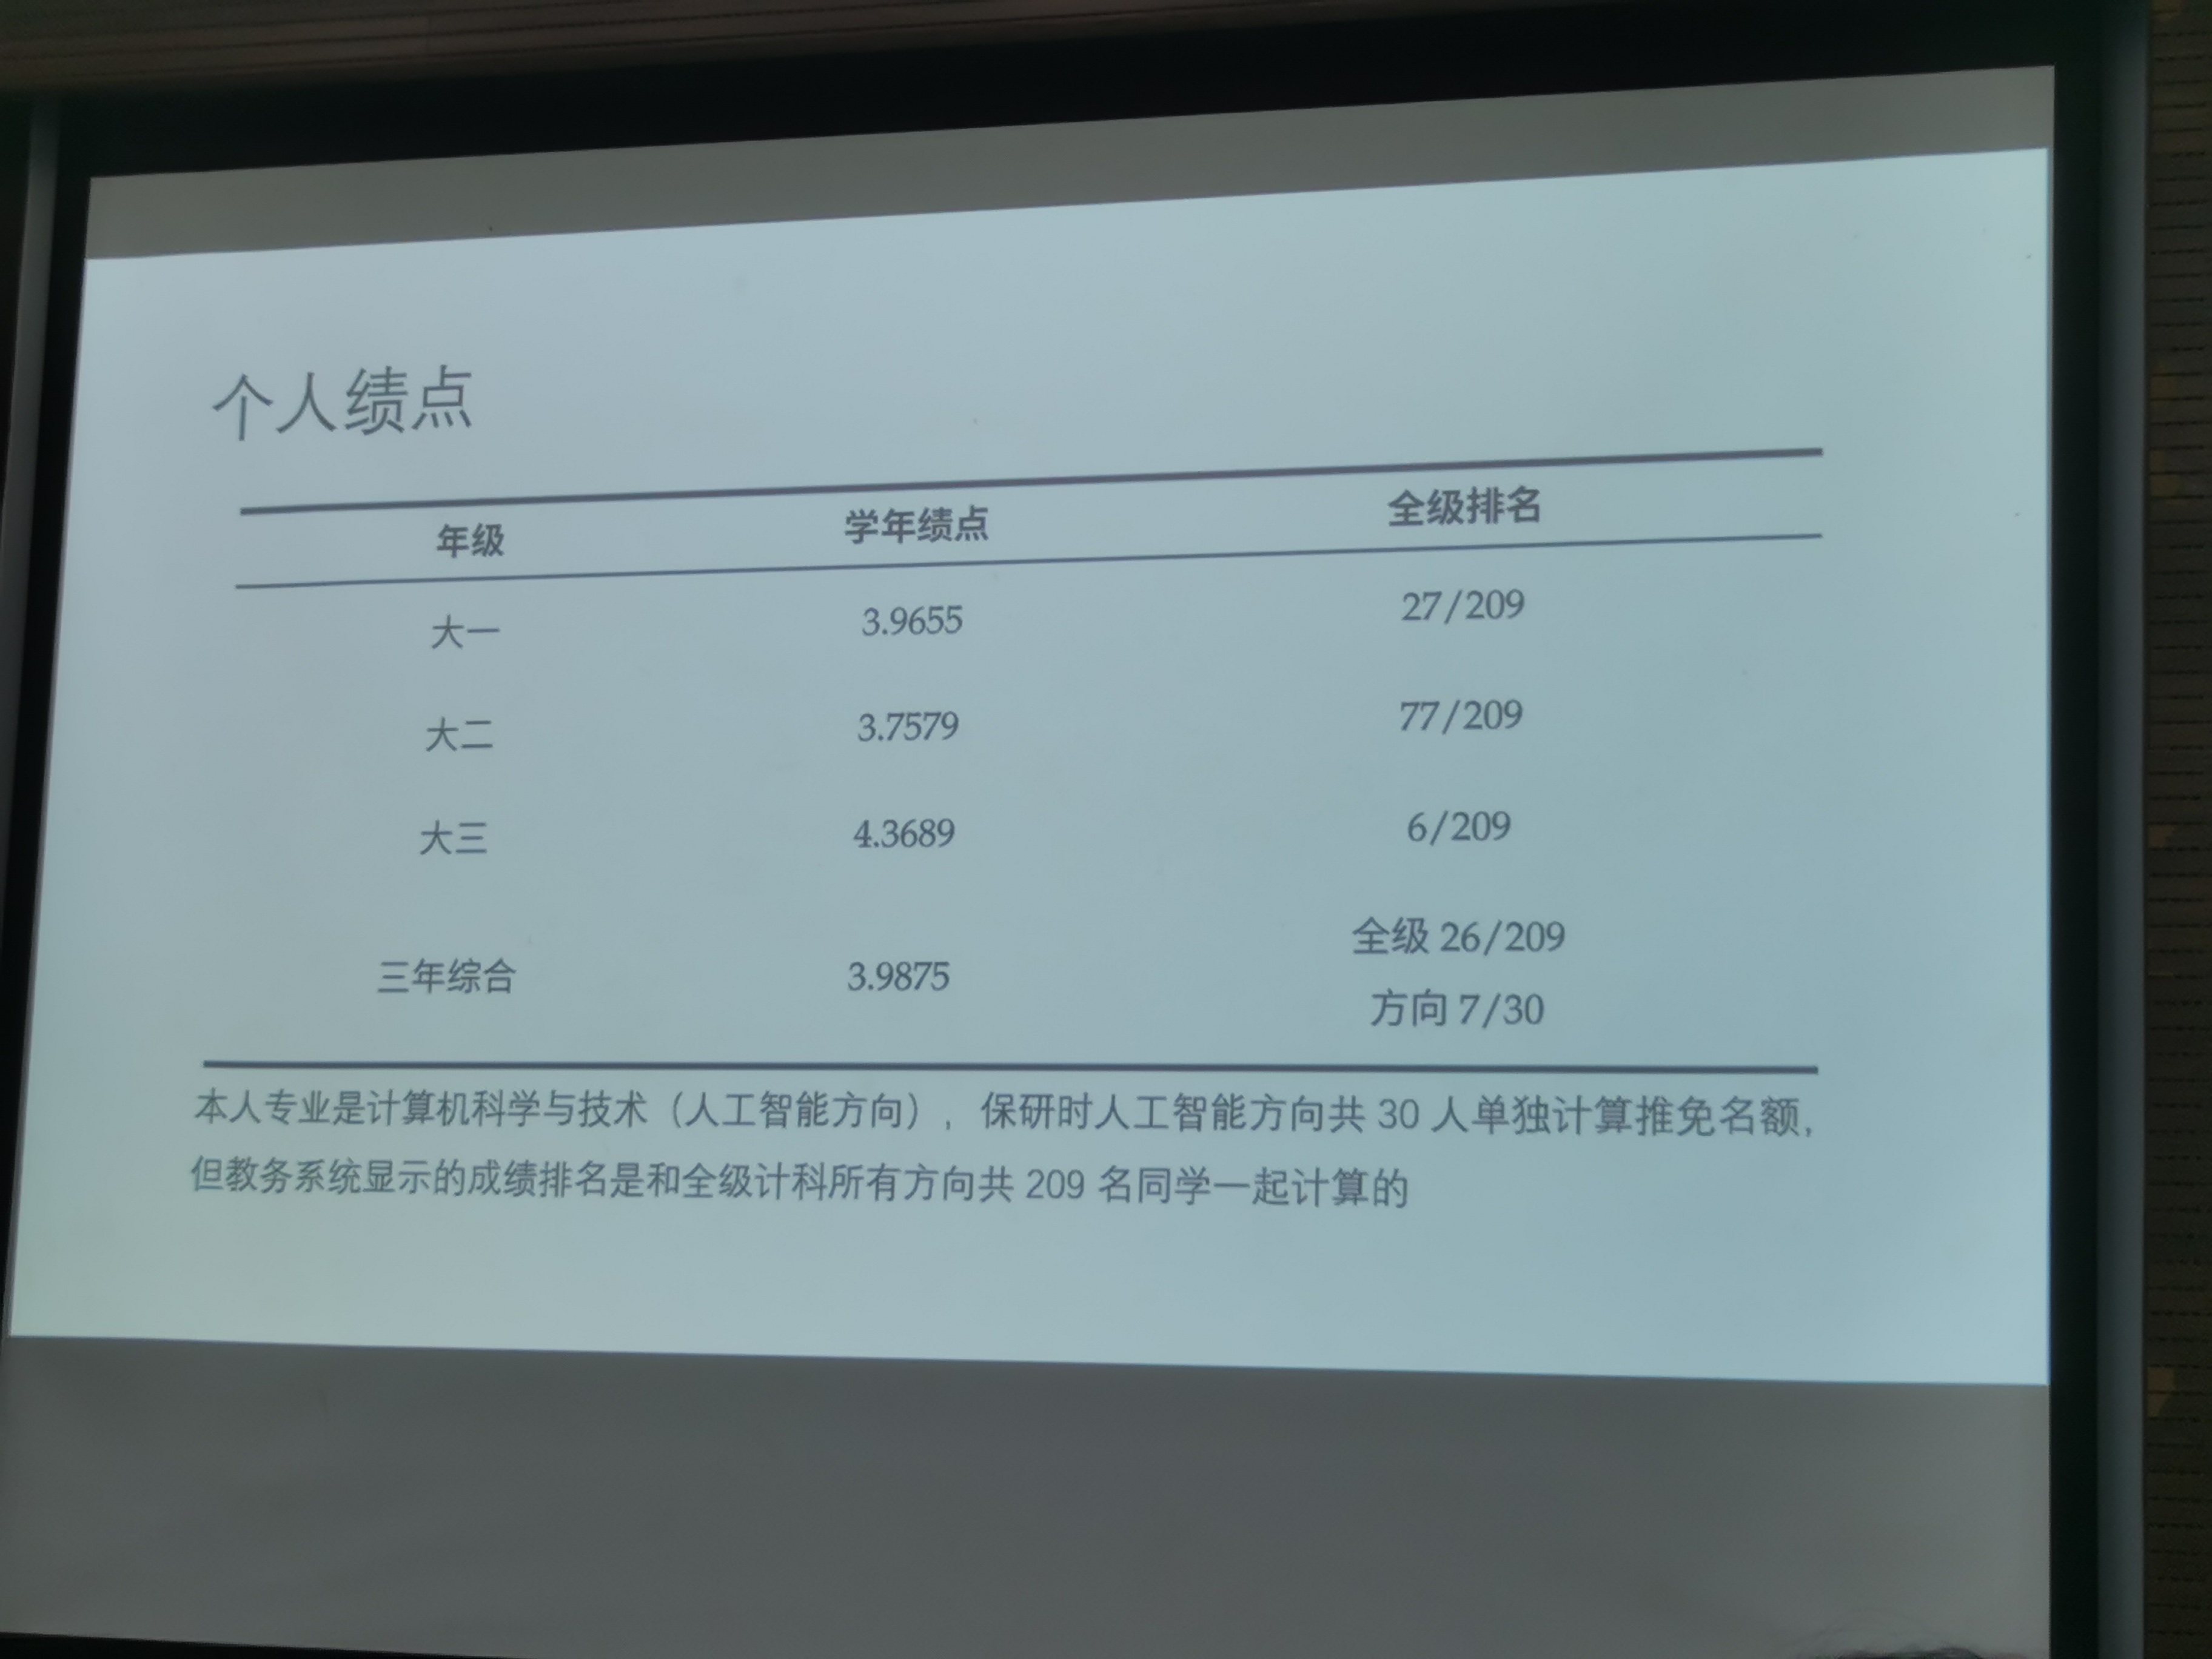 个人绩点
年级 学年绩点 全级排名
大一 3.9655 27/209
大二 3.7579 77/209
大三 4.3689 6/209
三年综合 3.9875 全级 26/209
方向 7/30
本人专业是计算机科学与技术（人工智能方向），保研时人工智能方向共 30 人单独计算推免名额，
但教务系统显示的成绩排名是和全级计科所有方向共 209 名同学一起计算的